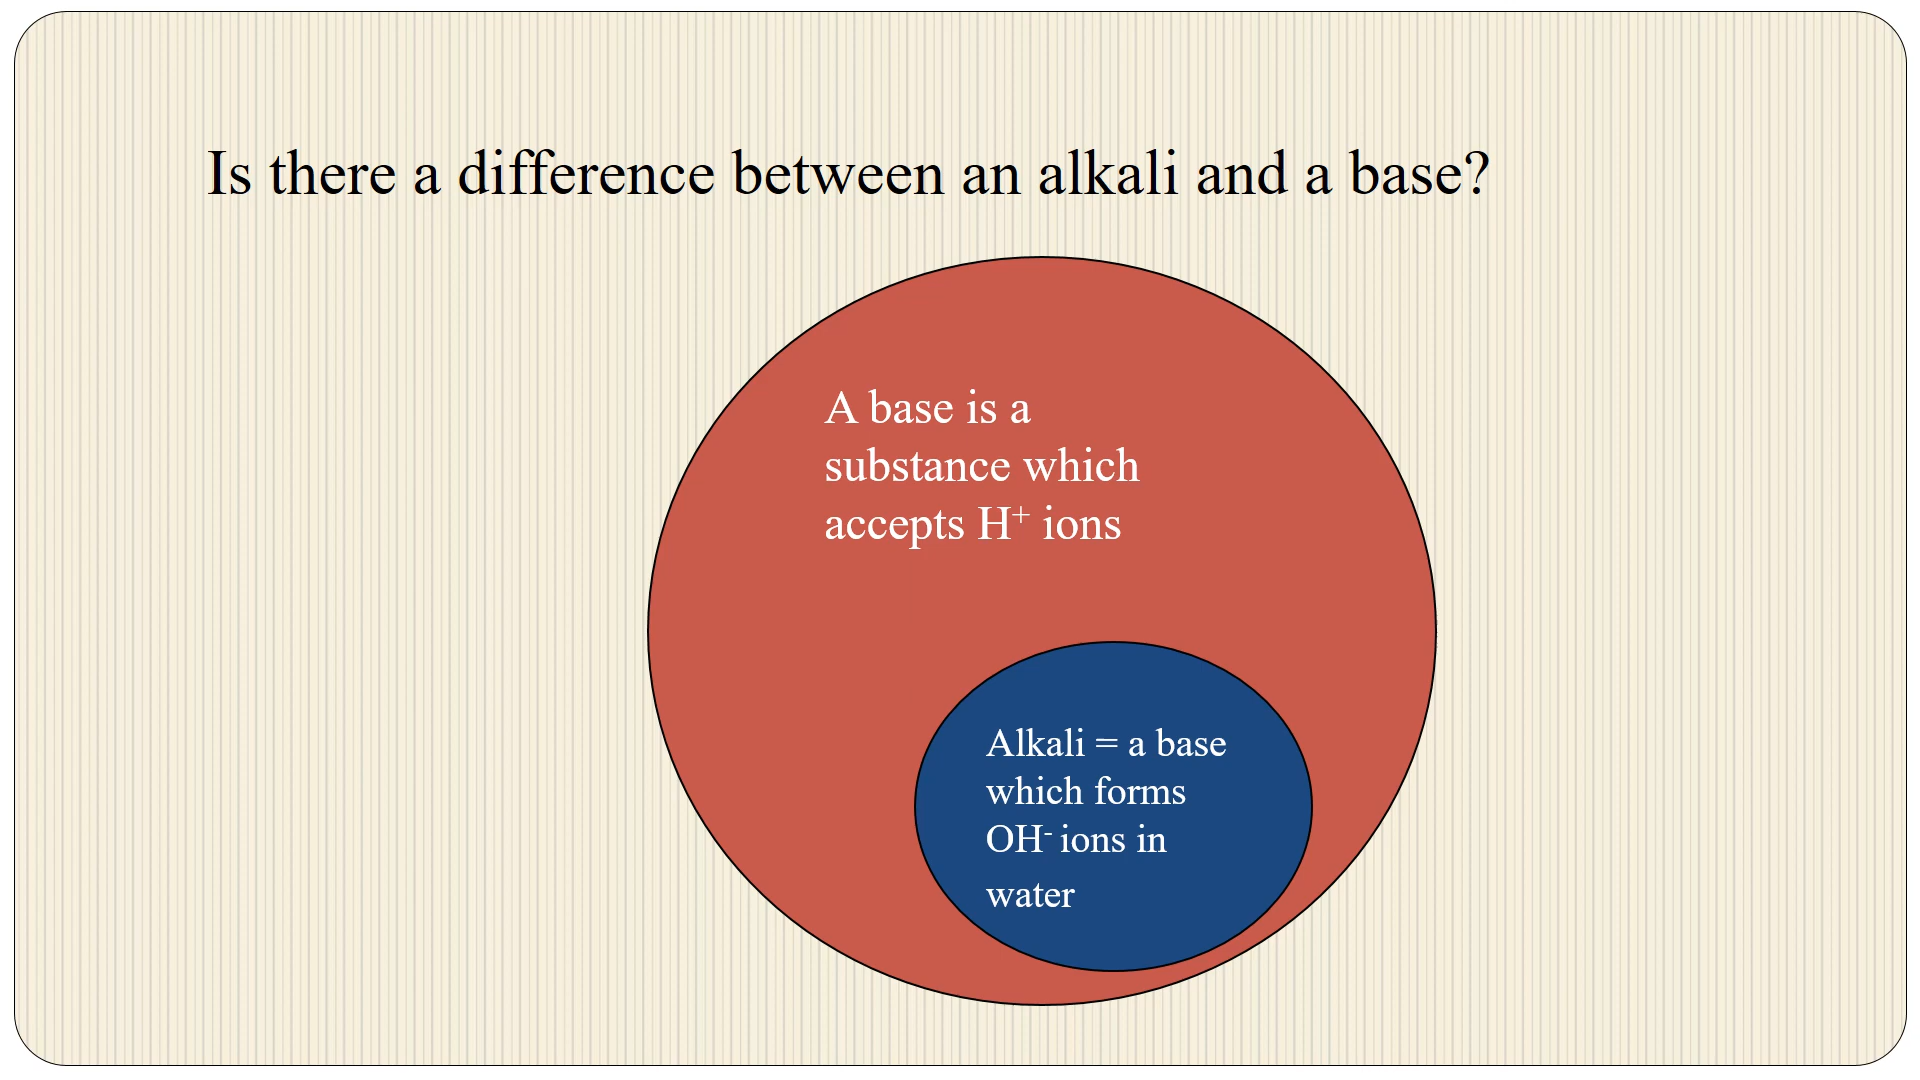 Is there a difference between an alkali and a base?
A base is a
substance which
accepts H⁺ ions
Alkali = a base
which forms
OH⁻ ions in
water